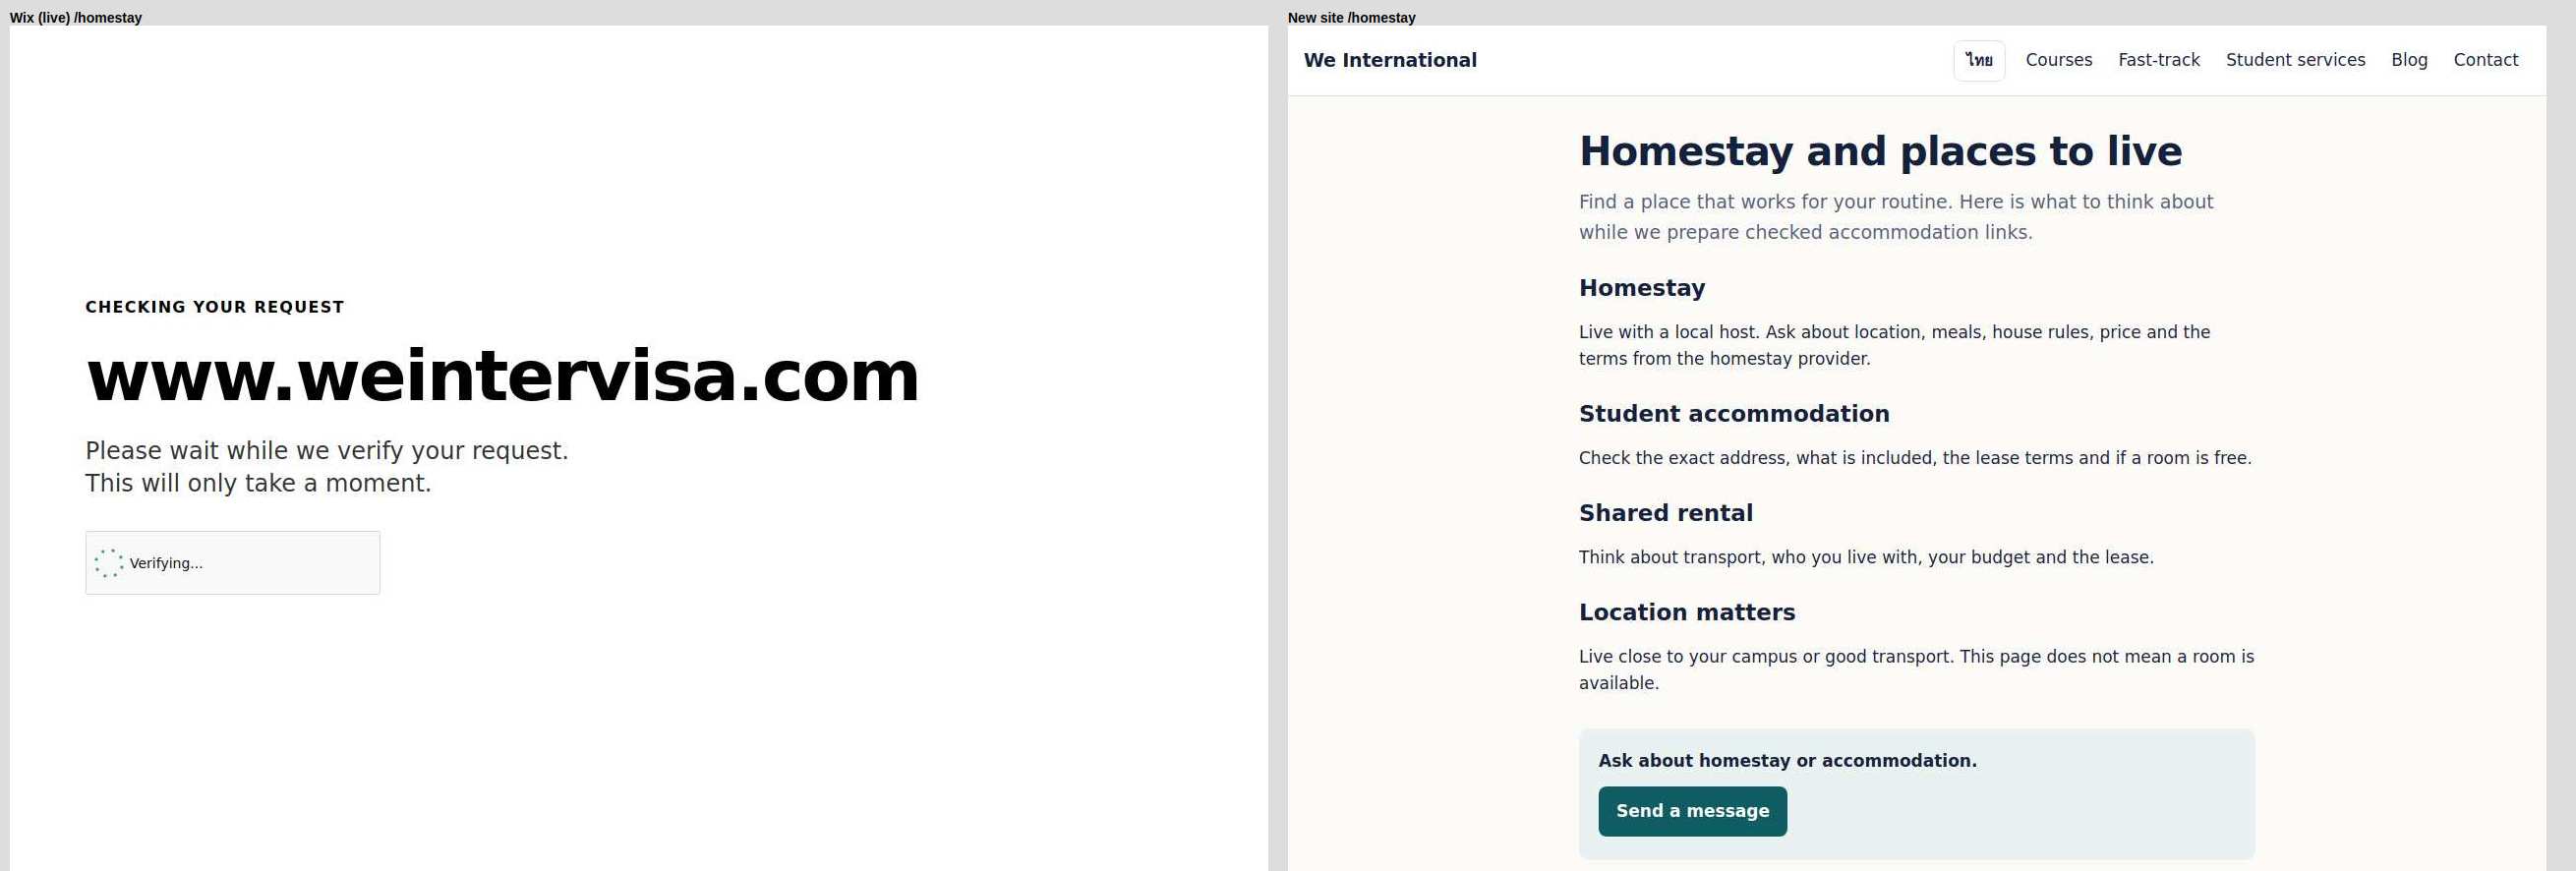 Wix (live) /homestay
CHECKING YOUR REQUEST
www.weintervisa.com
Please wait while we verify your request.
This will only take a moment.
Verifying...
New site /homestay
We International
ไทย
Courses
Fast-track
Student services
Blog
Contact
Homestay and places to live
Find a place that works for your routine. Here is what to think about
while we prepare checked accommodation links.
Homestay
Live with a local host. Ask about location, meals, house rules, price and the
terms from the homestay provider.
Student accommodation
Check the exact address, what is included, the lease terms and if a room is free.
Shared rental
Think about transport, who you live with, your budget and the lease.
Location matters
Live close to your campus or good transport. This page does not mean a room is
available.
Ask about homestay or accommodation.
Send a message